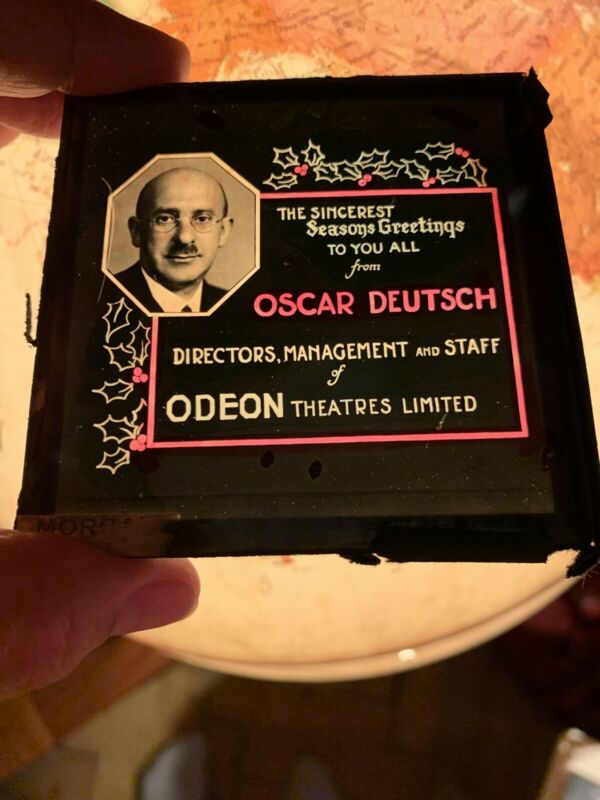 THE SINCEREST
Seasons Greetings
TO YOU ALL
from
OSCAR DEUTSCH
DIRECTORS, MANAGEMENT AND STAFF
of
ODEON THEATRES LIMITED